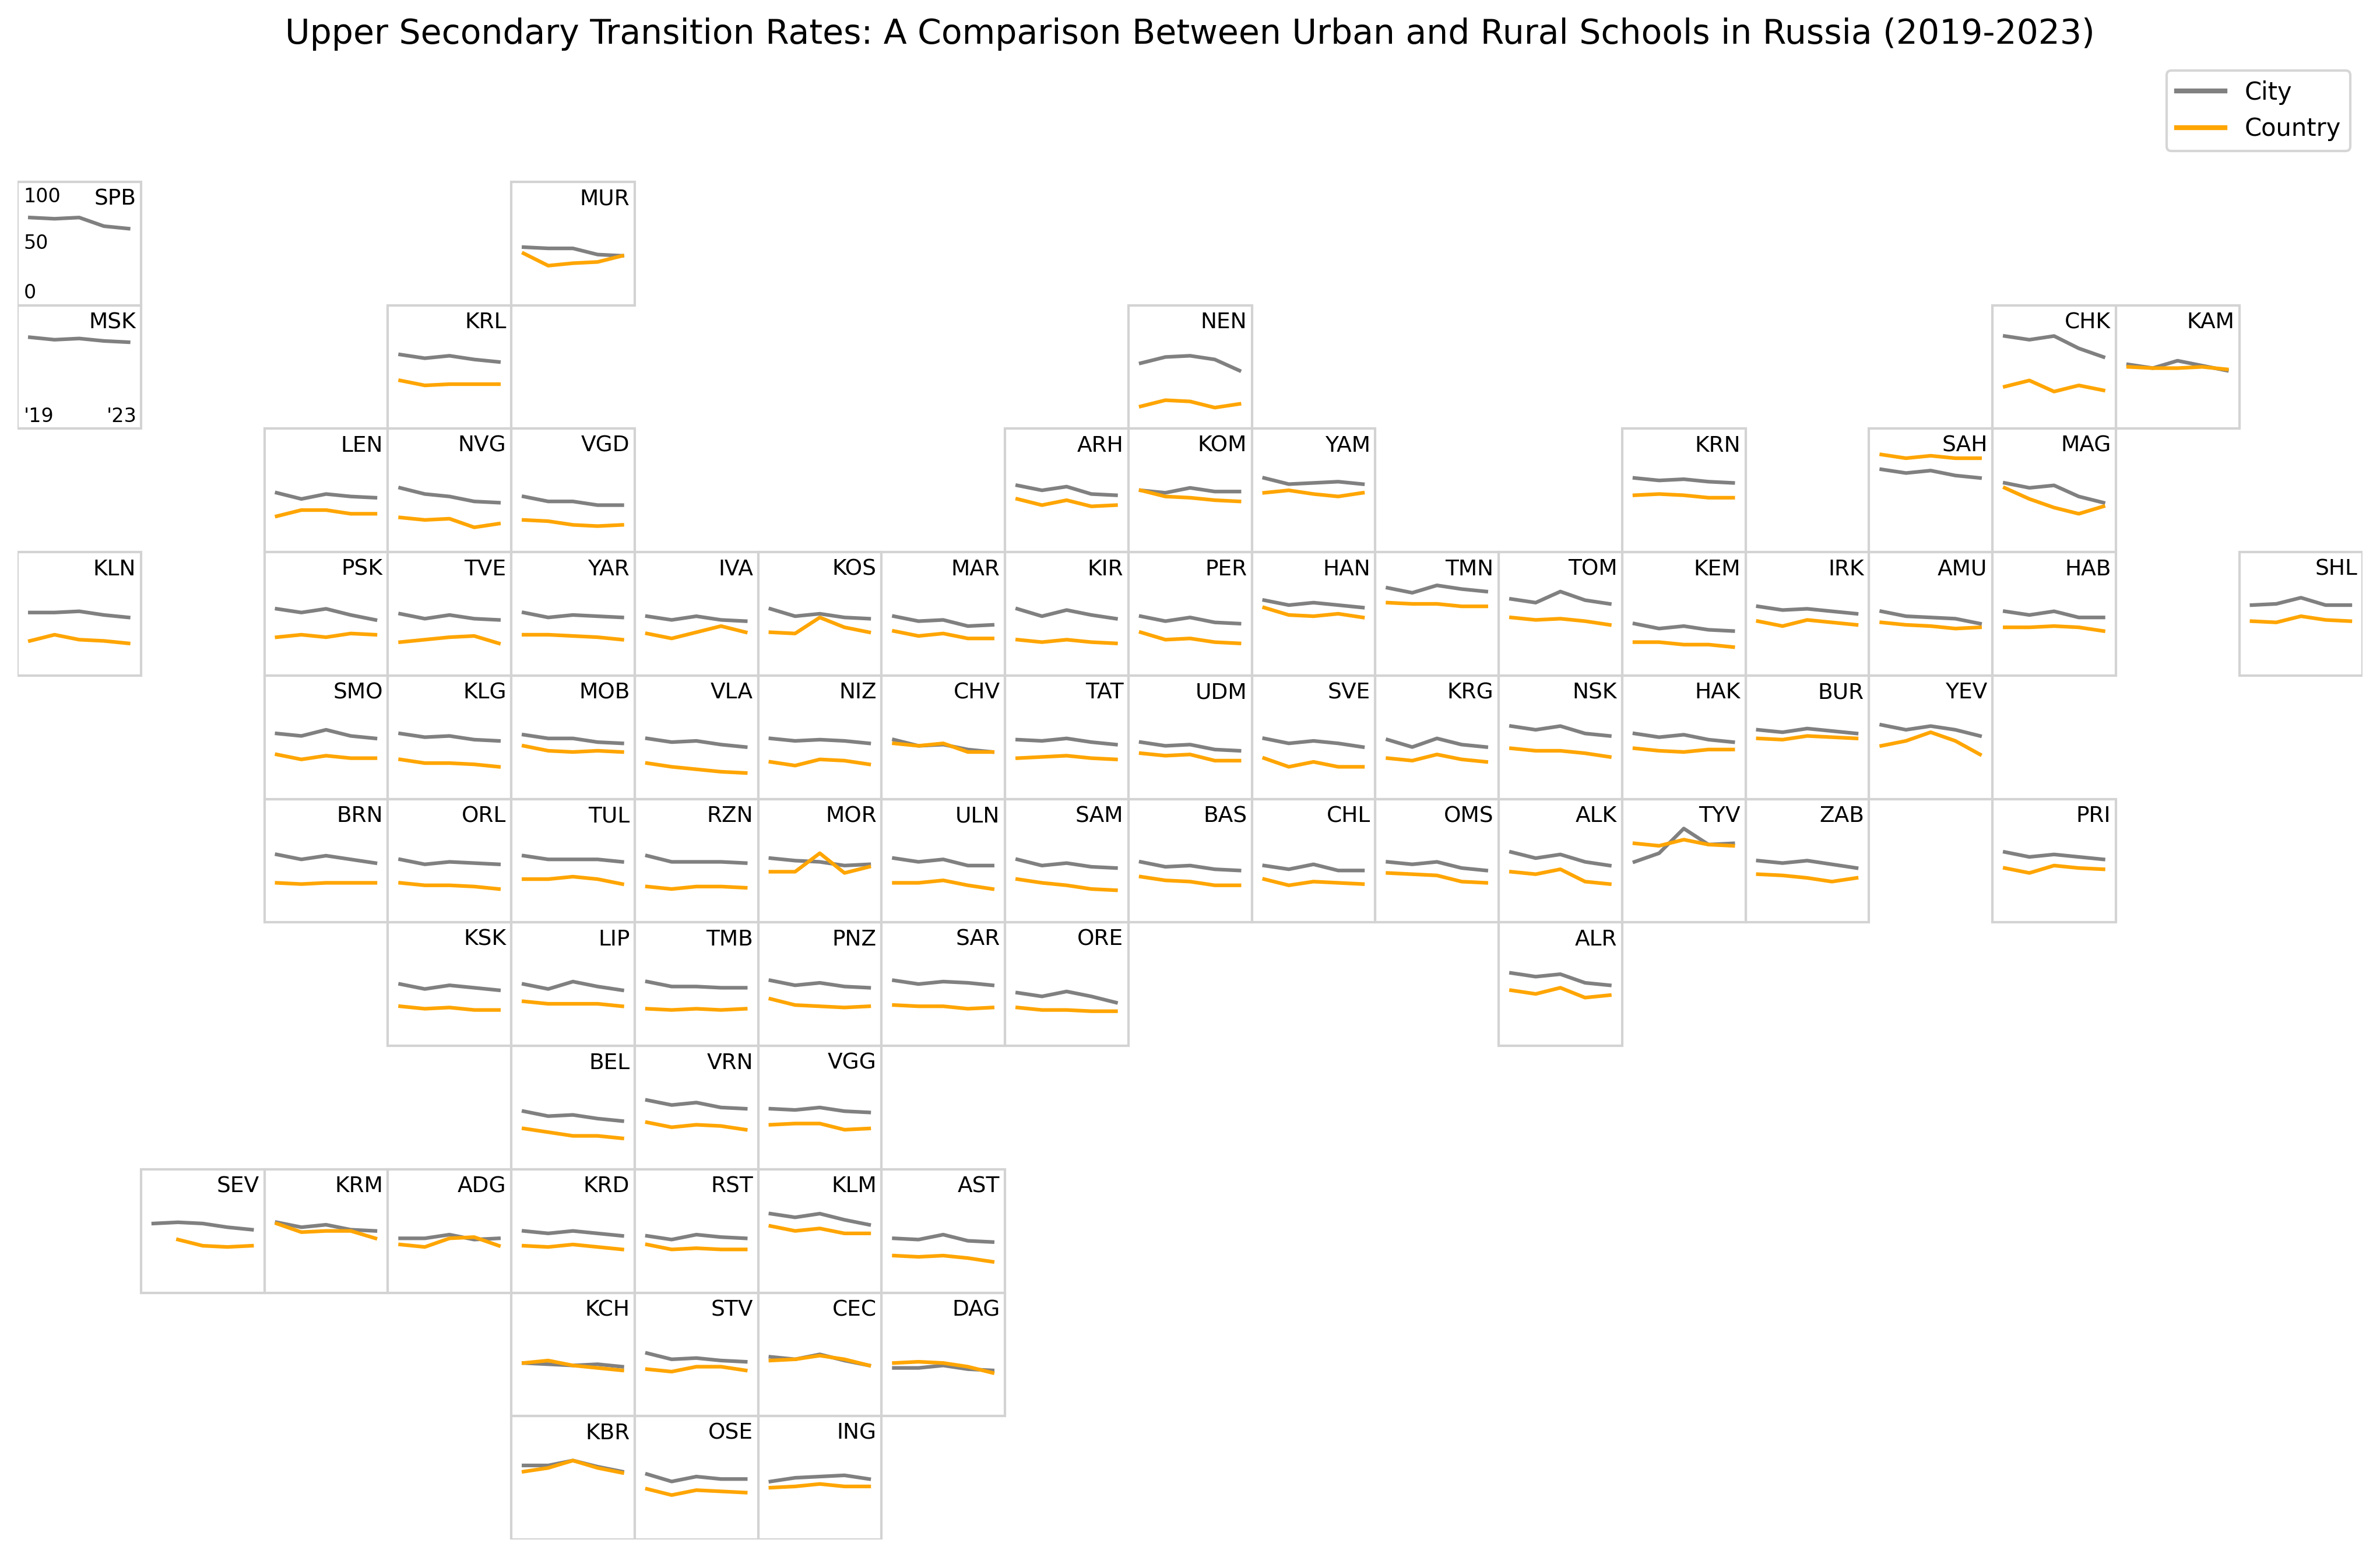 Upper Secondary Transition Rates: A Comparison Between Urban and Rural Schools in Russia (2019-2023)
City
Country
100 SPB
50
0
MUR
MSK
'19 '23
KRL
NEN
CHK
KAM
LEN
NVG
VGD
ARH
KOM
YAM
KRN
SAH
MAG
KLN
PSK
TVE
YAR
IVA
KOS
MAR
KIR
PER
HAN
TMN
TOM
KEM
IRK
AMU
HAB
SHL
SMO
KLG
MOB
VLA
NIZ
CHV
TAT
UDM
SVE
KRG
NSK
HAK
BUR
YEV
BRN
ORL
TUL
RZN
MOR
ULN
SAM
BAS
CHL
OMS
ALK
TYV
ZAB
PRI
KSK
LIP
TMB
PNZ
SAR
ORE
ALR
BEL
VRN
VGG
SEV
KRM
ADG
KRD
RST
KLM
AST
KCH
STV
CEC
DAG
KBR
OSE
ING